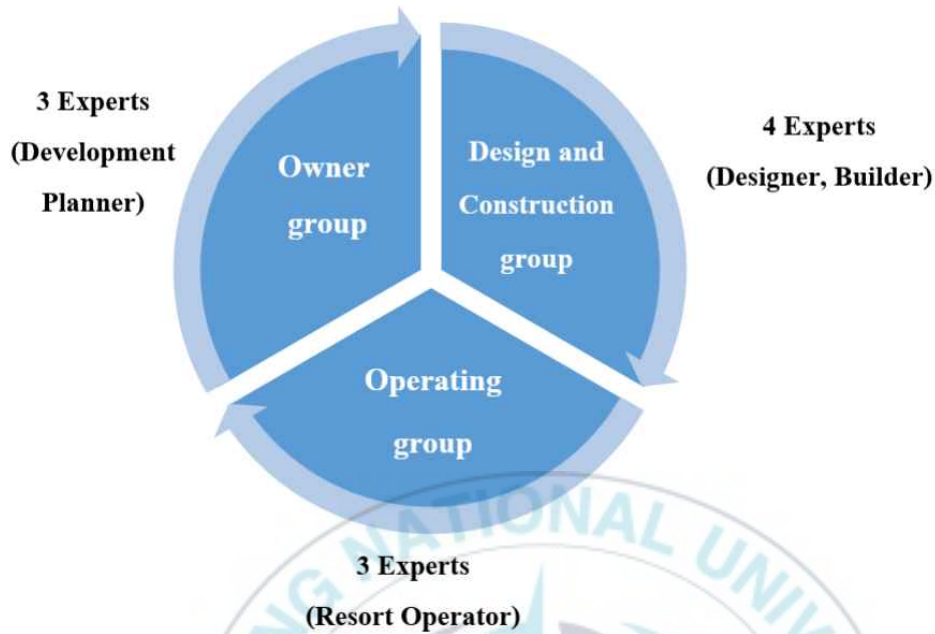 3 Experts
(Development
Planner)
Owner
group
Design and
Construction
group
4 Experts
(Designer, Builder)
Operating
group
3 Experts
(Resort Operator)
NATIONAL